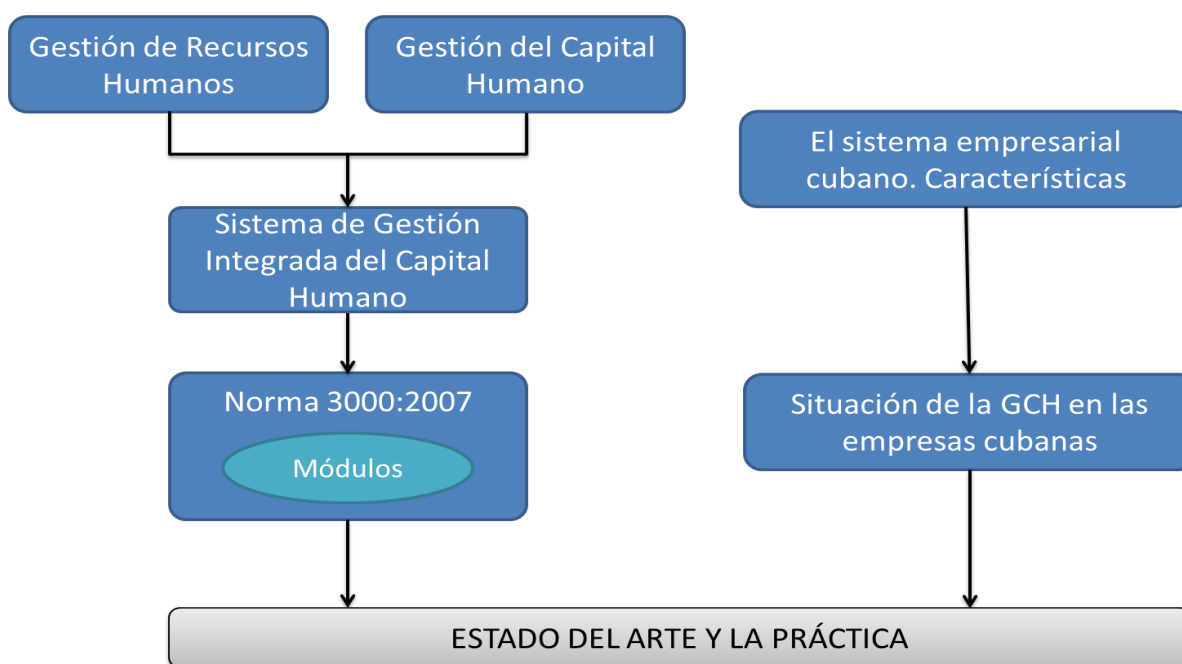 Gestión de Recursos
Humanos
Gestión del Capital
Humano
El sistema empresarial
cubano. Características
Sistema de Gestión
Integrada del Capital
Humano
Norma 3000:2007
Módulos
Situación de la GCH en las
empresas cubanas
ESTADO DEL ARTE Y LA PRÁCTICA